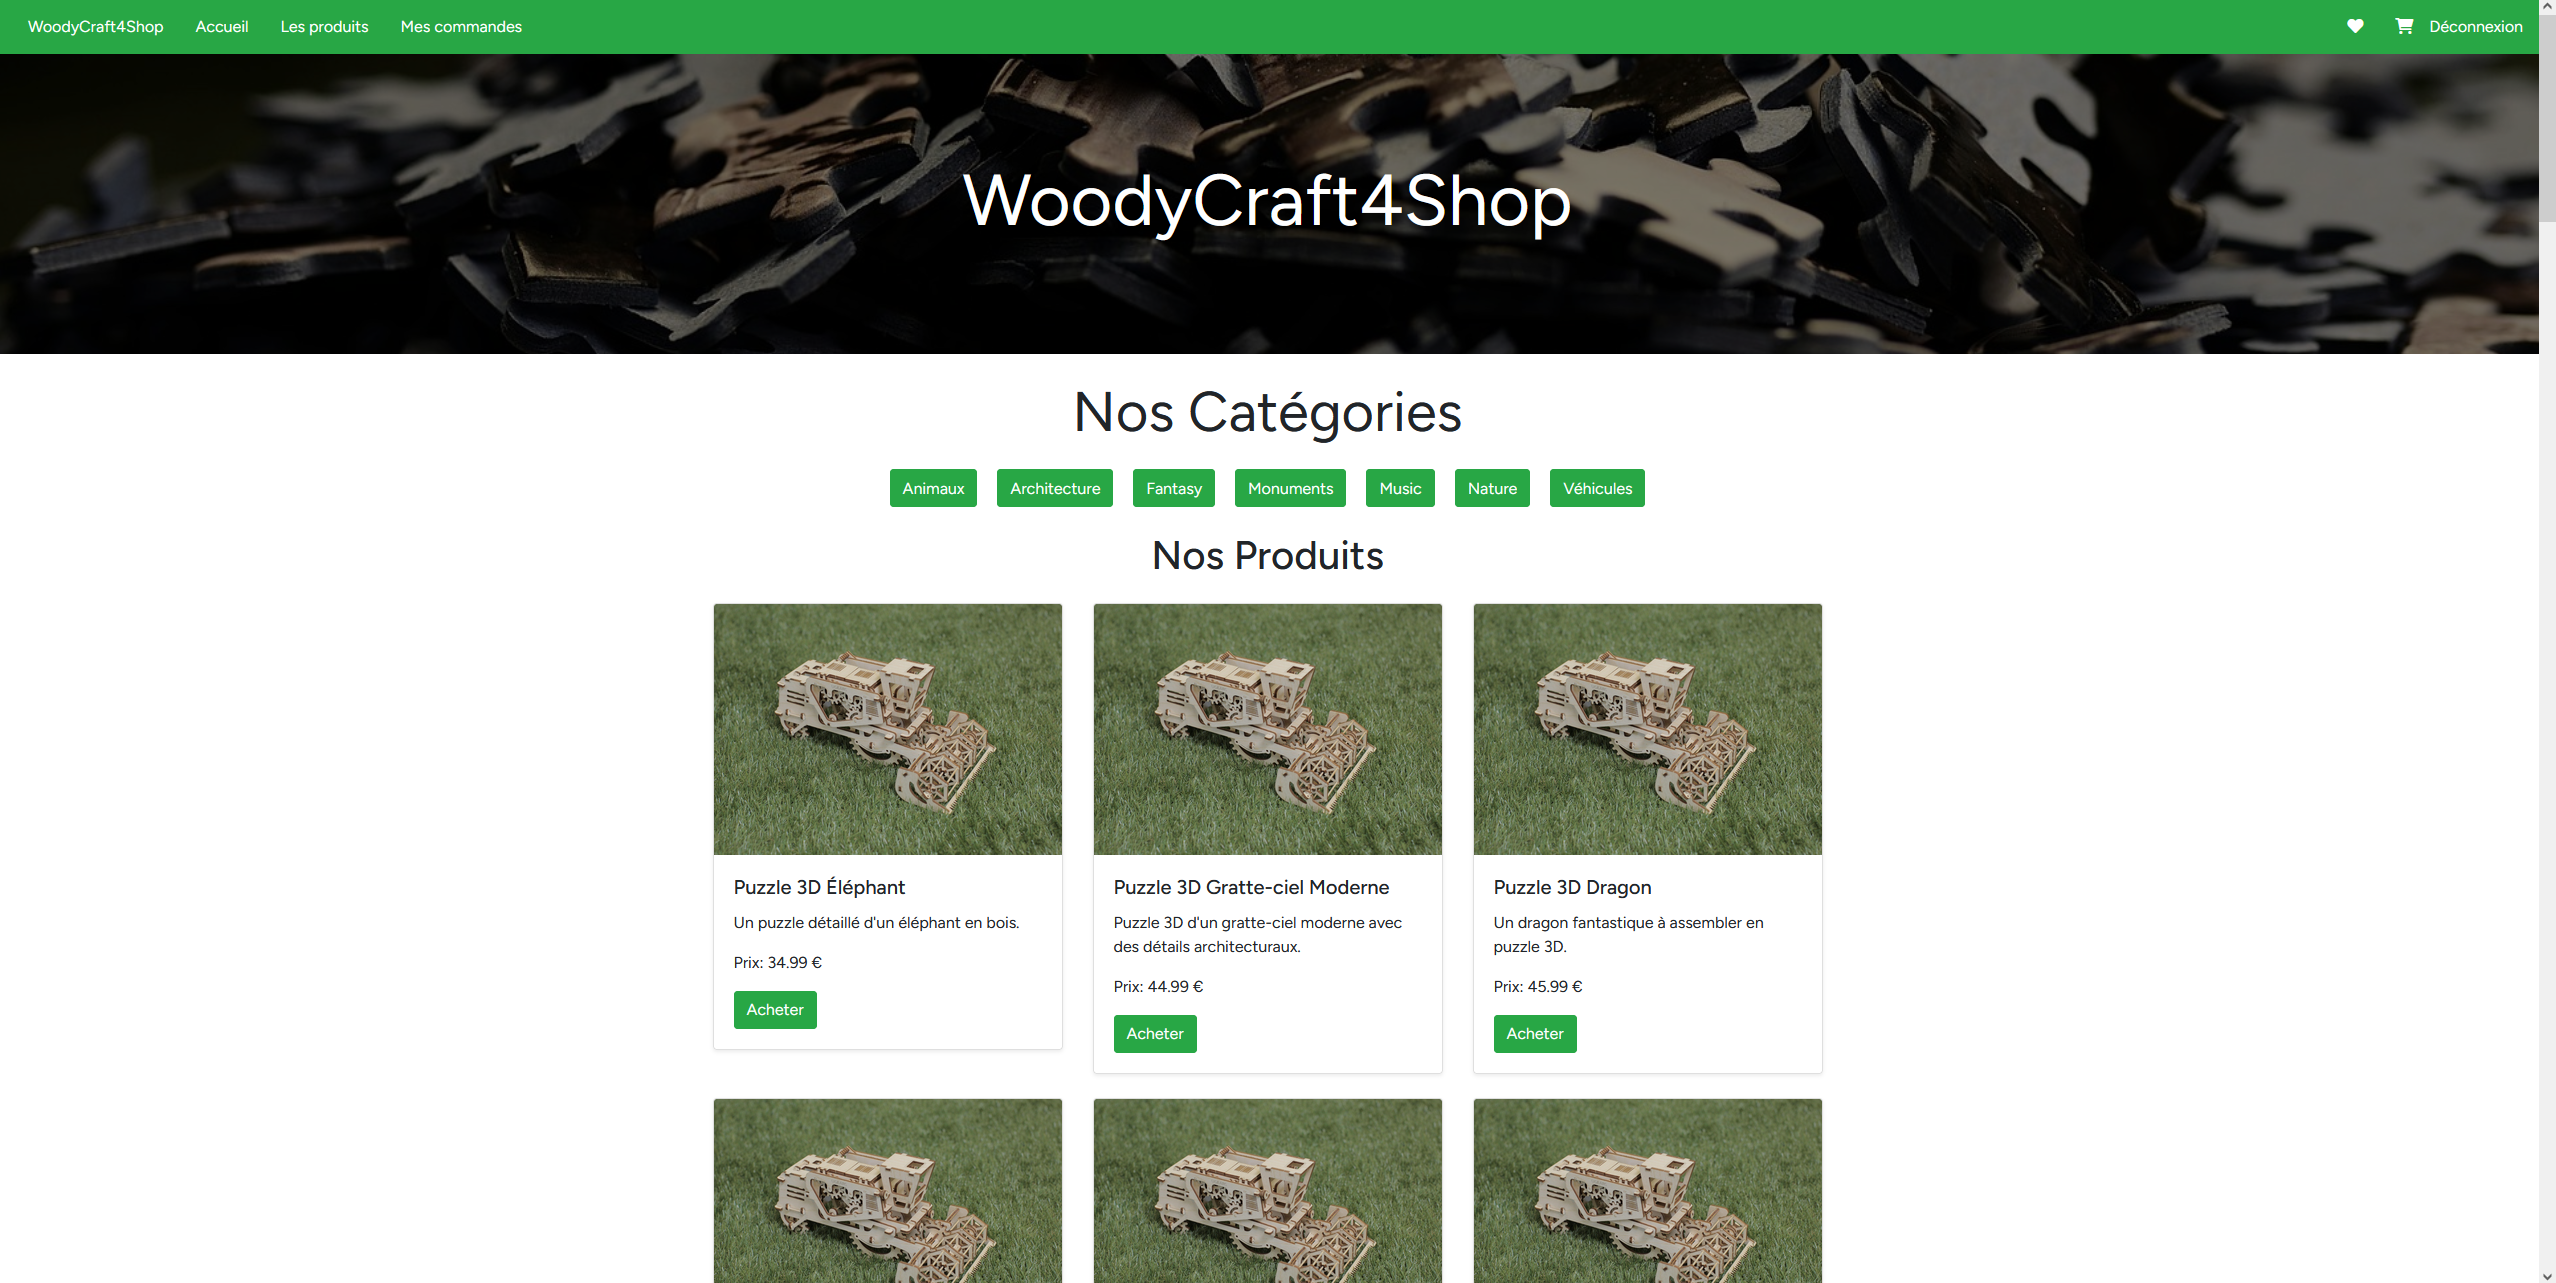 WoodyCraft4Shop Accueil Les produits Mes commandes Déconnexion
WoodyCraft4Shop
Nos Catégories
Animaux Architecture Fantasy Monuments Music Nature Véhicules
Nos Produits
Puzzle 3D Éléphant
Un puzzle détaillé d'un éléphant en bois.
Prix: 34.99 €
Acheter
Puzzle 3D Gratte-ciel Moderne
Puzzle 3D d'un gratte-ciel moderne avec
des détails architecturaux.
Prix: 44.99 €
Acheter
Puzzle 3D Dragon
Un dragon fantastique à assembler en
puzzle 3D.
Prix: 45.99 €
Acheter